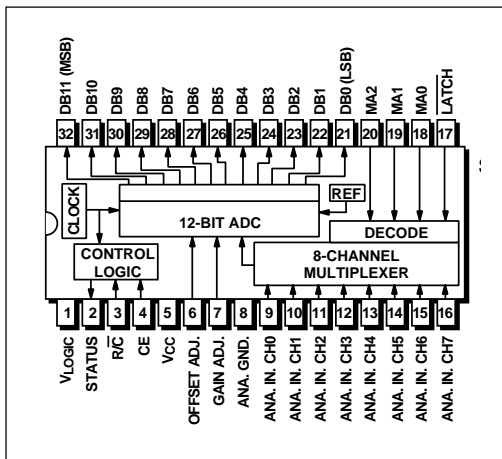 DB11 (MSB)
DB10
DB9
DB8
DB7
DB6
DB5
DB4
DB3
DB2
DB1
DB0 (LSB)
MA2
MA1
MA0
LATCH
32 31 30 29 28 27 26 25 24 23 22 21 20 19 18 17
CLOCK
REF
12-BIT ADC
DECODE
CONTROL
LOGIC
8-CHANNEL
MULTIPLEXER
1 2 3 4 5 6 7 8 9 10 11 12 13 14 15 16
VLOGIC
STATUS
R/C
CE
VCC
OFFSET ADJ.
GAIN ADJ.
ANA. GND.
ANA. IN. CH0
ANA. IN. CH1
ANA. IN. CH2
ANA. IN. CH3
ANA. IN. CH4
ANA. IN. CH5
ANA. IN. CH6
ANA. IN. CH7